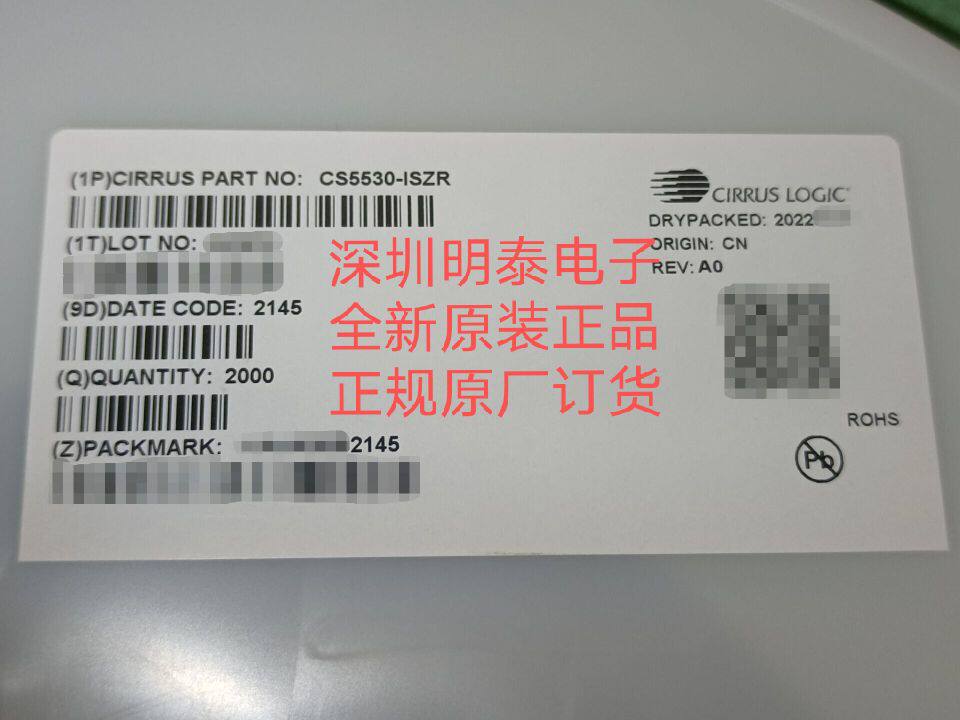 (1P)CIRRUS PART NO: CS5530-ISZR
(1T)LOT NO:
(9D)DATE CODE: 2145
(Q)QUANTITY: 2000
(Z)PACKMARK: 2145
CIRRUS LOGIC
DRYPACKED: 2022
ORIGIN: CN
REV: A0
ROHS
Pb
深圳明泰电子
全新原装正品
正规原厂订货